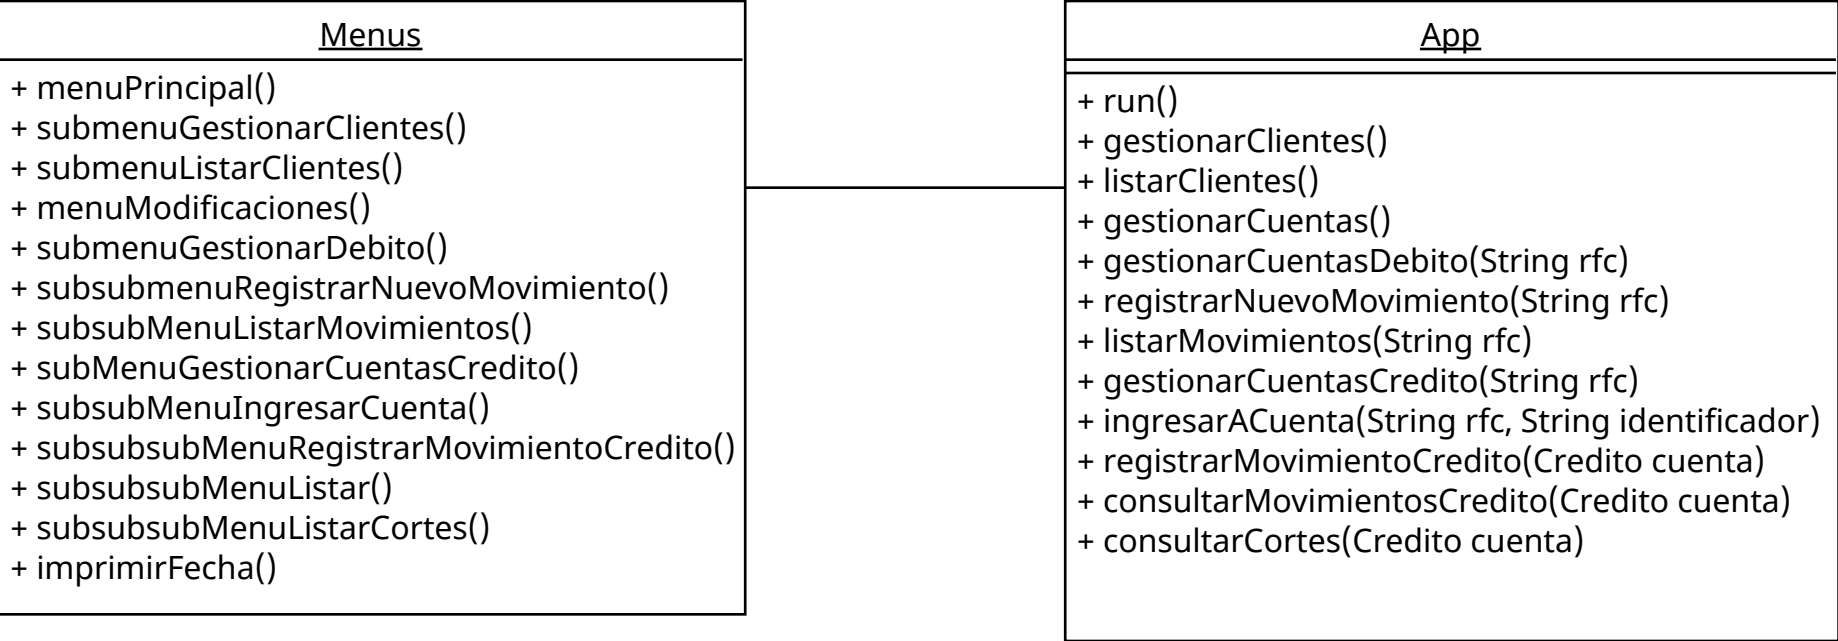 Menus
+ menuPrincipal()
+ submenuGestionarClientes()
+ submenuListarClientes()
+ menuModificaciones()
+ submenuGestionarDebito()
+ subsubmenuRegistrarNuevoMovimiento()
+ subsubMenuListarMovimientos()
+ subMenuGestionarCuentasCredito()
+ subsubMenuIngresarCuenta()
+ subsubsubMenuRegistrarMovimientoCredito()
+ subsubsubMenuListar()
+ subsubsubMenuListarCortes()
+ imprimirFecha()
App
+ run()
+ gestionarClientes()
+ listarClientes()
+ gestionarCuentas()
+ gestionarCuentasDebito(String rfc)
+ registrarNuevoMovimiento(String rfc)
+ listarMovimientos(String rfc)
+ gestionarCuentasCredito(String rfc)
+ ingresarACuenta(String rfc, String identificador)
+ registrarMovimientoCredito(Credito cuenta)
+ consultarMovimientosCredito(Credito cuenta)
+ consultarCortes(Credito cuenta)